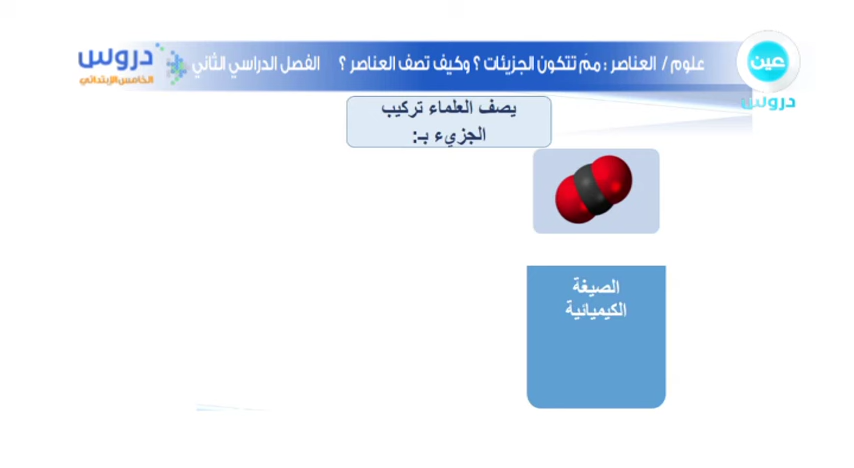 علوم / العناصر : ممّ تتكون الجزيئات ؟ وكيف تصف العناصر ؟ الفصل الدراسي الثاني
دروس
الخامس الإبتدائي
عين
دروس
يصف العلماء تركيب
الجزيء بـ:
الصيغة
الكيميائية